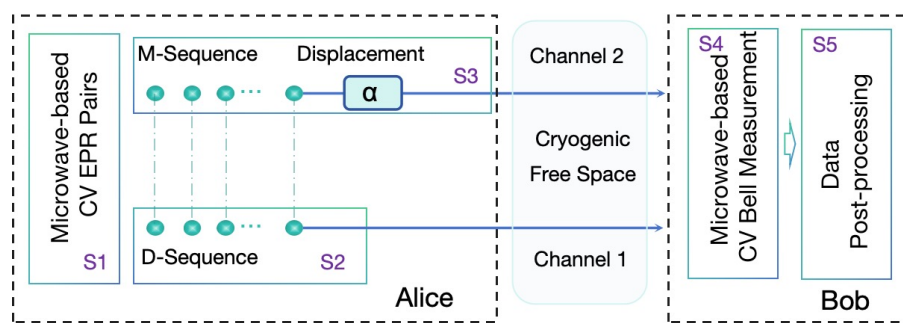 Microwave-based
CV EPR Pairs
S1
M-Sequence
Displacement
S3
...
α
...
D-Sequence
S2
Alice
Channel 2
Cryogenic
Free Space
Channel 1
S4
Microwave-based
CV Bell Measurement
S5
Data
Post-processing
Bob